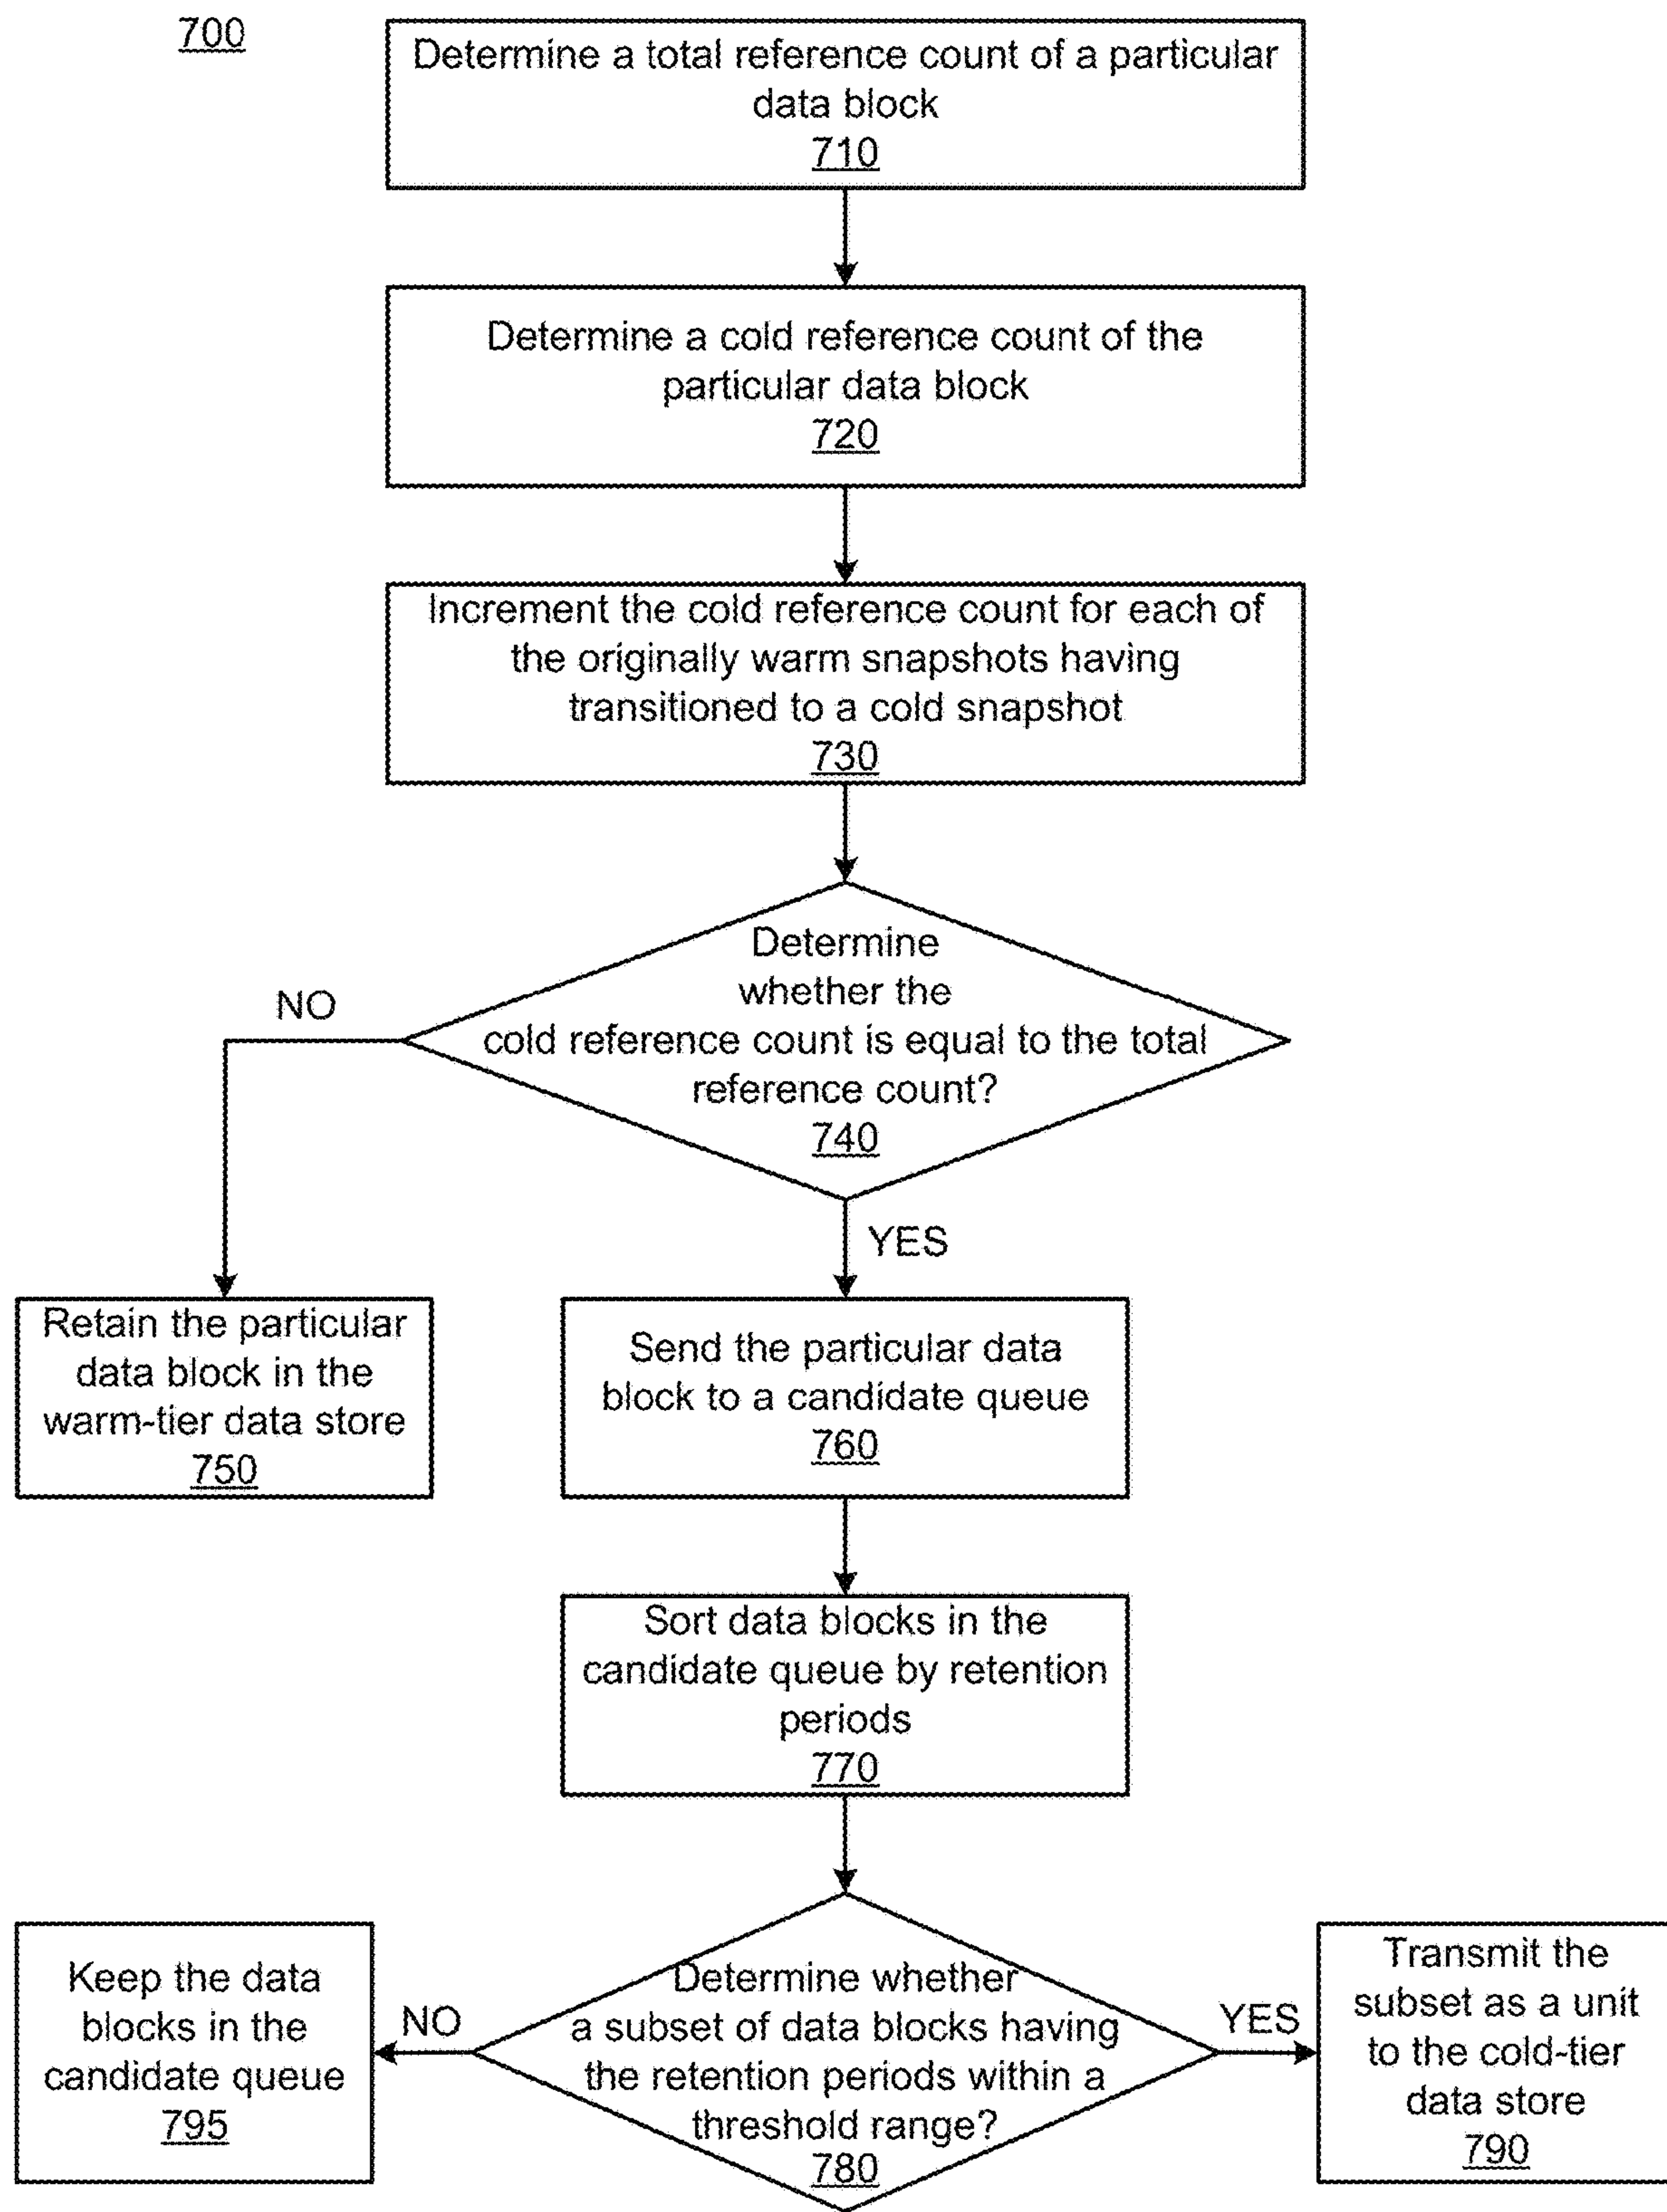 700
Determine a total reference count of a particular
data block
710
Determine a cold reference count of the
particular data block
720
Increment the cold reference count for each of
the originally warm snapshots having
transitioned to a cold snapshot
730
Determine
whether the
cold reference count is equal to the total
reference count?
740
NO
YES
Retain the particular
data block in the
warm-tier data store
750
Send the particular data
block to a candidate queue
760
Sort data blocks in the
candidate queue by retention
periods
770
Determine whether
a subset of data blocks having
the retention periods within a
threshold range?
780
NO
YES
Keep the data
blocks in the
candidate queue
795
Transmit the
subset as a unit
to the cold-tier
data store
790